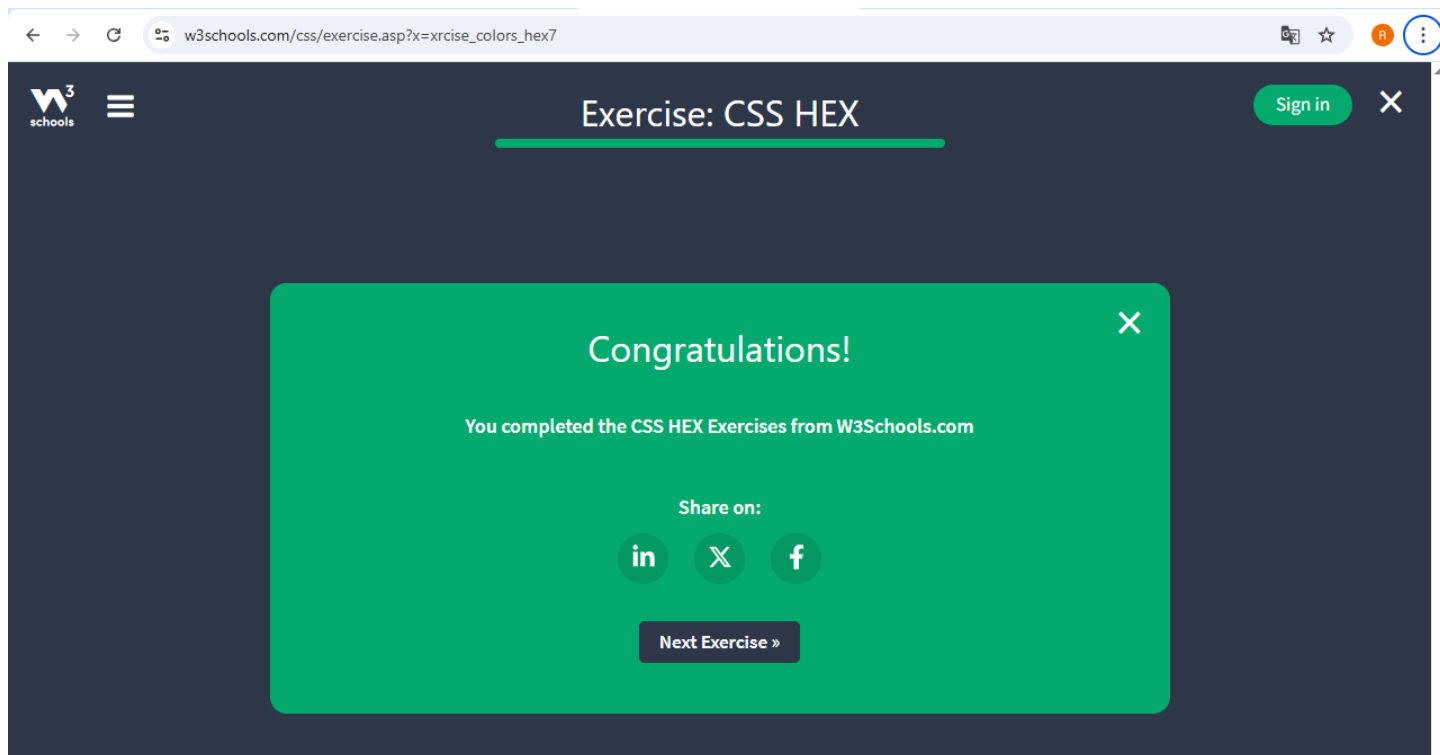 w3schools.com/css/exercise.asp?x=xrcise_colors_hex7
R
3
schools
Exercise: CSS HEX
Sign in
Congratulations!
You completed the CSS HEX Exercises from W3Schools.com
Share on:
in
X
f
Next Exercise »